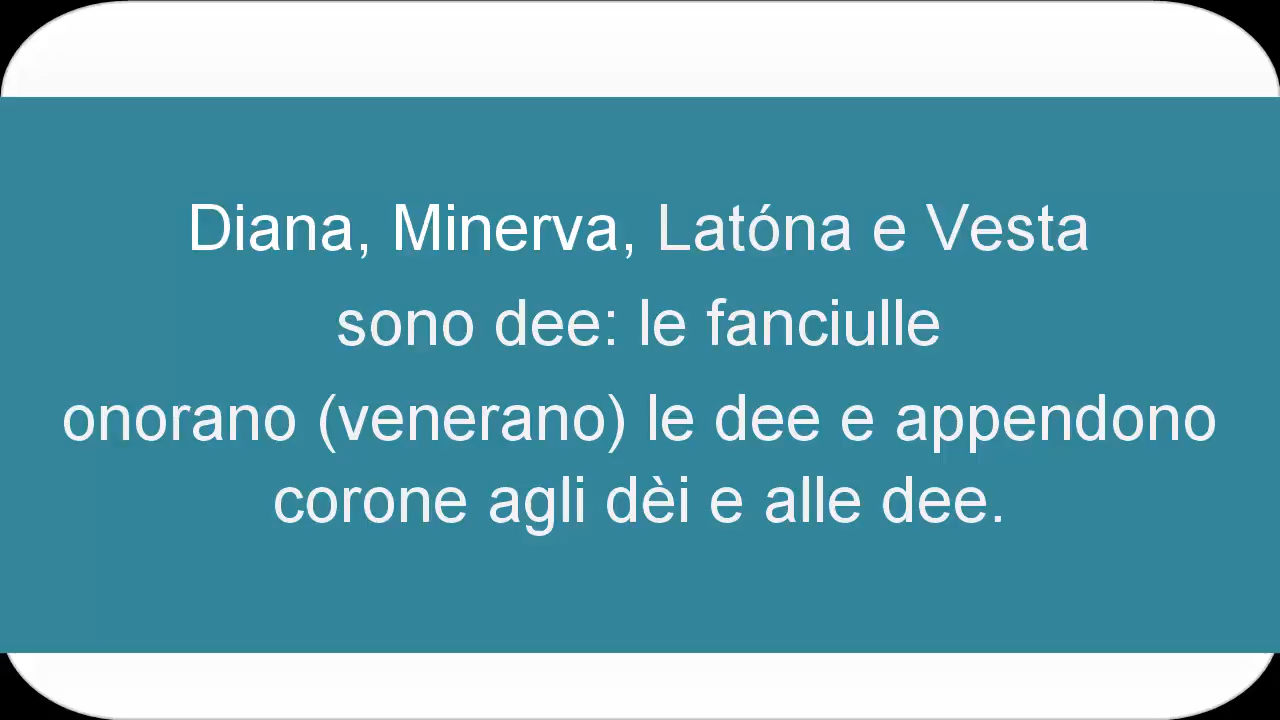 Diana, Minerva, Latóna e Vesta
sono dee: le fanciulle
onorano (venerano) le dee e appendono
corone agli dèi e alle dee.